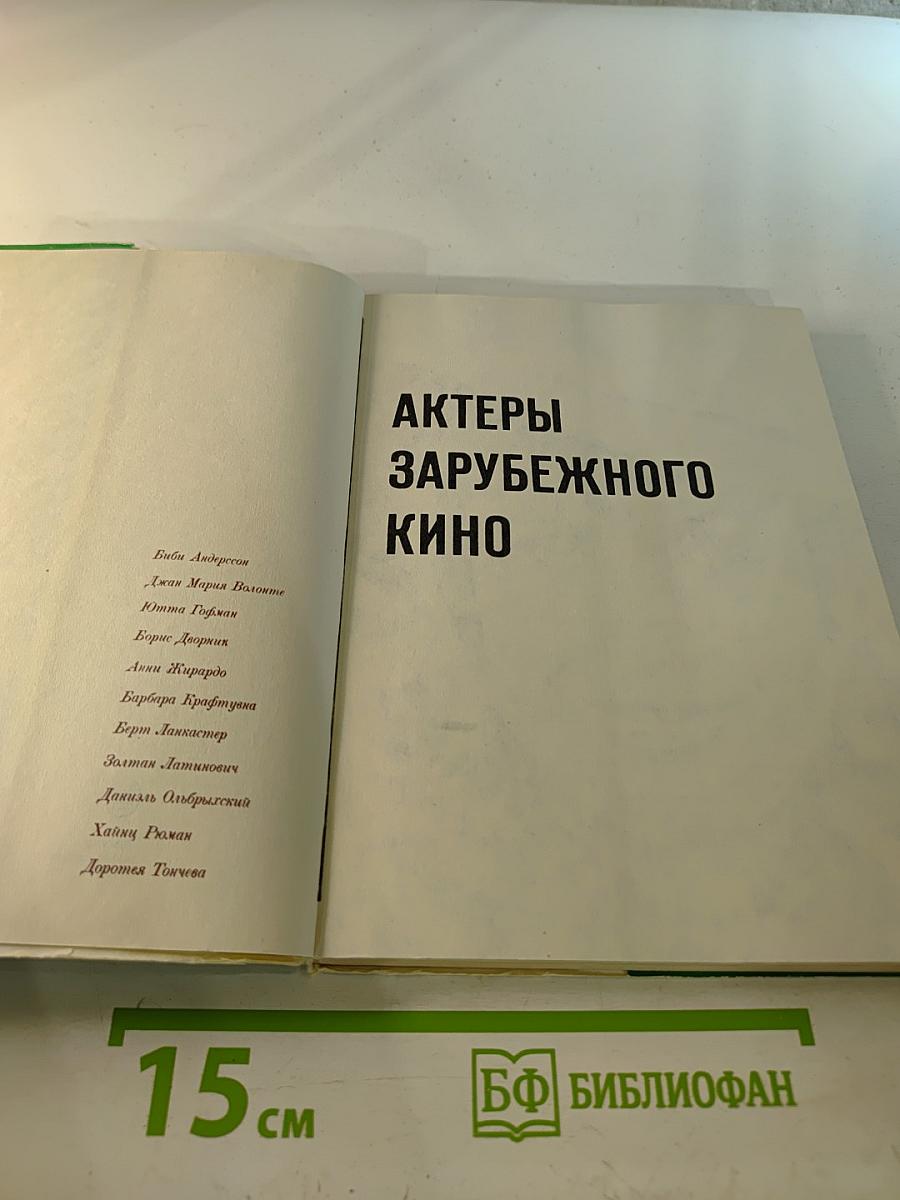 Биби Андерссон
Джан Мария Волонте
Ютта Гофман
Борис Дворник
Анни Жирардо
Барбара Крафтувна
Берт Ланкастер
Золтан Латинович
Даниэль Ольбрыхский
Хайнц Рюман
Доротея Тончева
АКТЕРЫ
ЗАРУБЕЖНОГО
КИНО
15 см
БФ БИБЛИОФАН